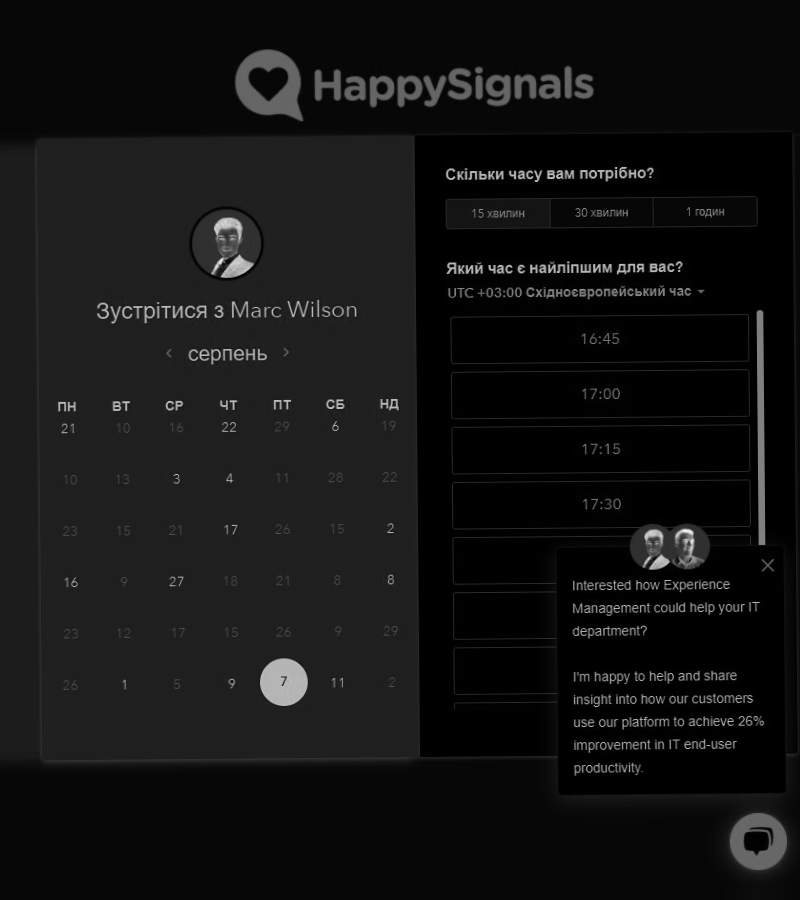 HappySignals
Зустрітися з Marc Wilson
серпень
ПН ВТ СР ЧТ ПТ СБ НД
21 10 16 22 29 6 19
10 13 3 4 11 28 22
23 15 21 17 26 15 2
16 9 27 18 21 8 8
23 12 17 15 26 9 29
26 1 5 9 7 11 2
Скільки часу вам потрібно?
15 хвилин 30 хвилин 1 годин
Який час є найліпшим для вас?
UTC +03:00 Східноєвропейський час
16:45
17:00
17:15
17:30
Interested how Experience
Management could help your IT
department?
I'm happy to help and share
insight into how our customers
use our platform to achieve 26%
improvement in IT end-user
productivity.